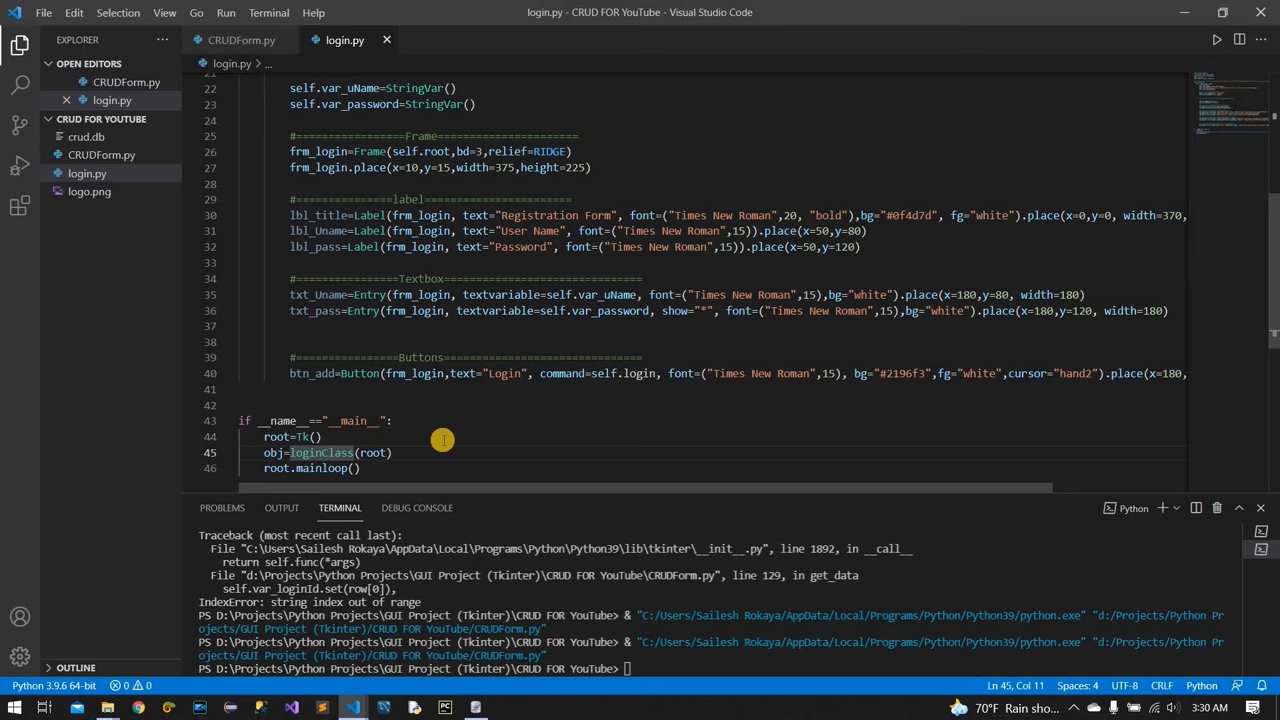 File Edit Selection View Go Run Terminal Help
login.py - CRUD FOR YouTube - Visual Studio Code
EXPLORER
OPEN EDITORS
CRUDForm.py
login.py
CRUD FOR YOUTUBE
crud.db
CRUDForm.py
login.py
logo.png
OUTLINE
CRUDForm.py login.py
login.py > ...
22 self.var_uName=StringVar()
23 self.var_password=StringVar()
24
25 #=================Frame======================
26 frm_login=Frame(self.root,bd=3,relief=RIDGE)
27 frm_login.place(x=10,y=15,width=375,height=225)
28
29 #===============label=======================
30 lbl_title=Label(frm_login, text="Registration Form", font=("Times New Roman",20, "bold"),bg="#0f4d7d", fg="white").place(x=0,y=0, width=370,
31 lbl_Uname=Label(frm_login, text="User Name", font=("Times New Roman",15)).place(x=50,y=80)
32 lbl_pass=Label(frm_login, text="Password", font=("Times New Roman",15)).place(x=50,y=120)
33
34 #================Textbox===============================
35 txt_Uname=Entry(frm_login, textvariable=self.var_uName, font=("Times New Roman",15),bg="white").place(x=180,y=80, width=180)
36 txt_pass=Entry(frm_login, textvariable=self.var_password, show="*", font=("Times New Roman",15),bg="white").place(x=180,y=120, width=180)
37
38
39 #================Buttons===============================
40 btn_add=Button(frm_login,text="Login", command=self.login, font=("Times New Roman",15), bg="#2196f3",fg="white",cursor="hand2").place(x=180,
41
42
43 if __name__=="__main__":
44 root=Tk()
45 obj=loginClass(root)
46 root.mainloop()
PROBLEMS OUTPUT TERMINAL DEBUG CONSOLE
Python
Traceback (most recent call last):
File "C:\Users\Sailesh Rokaya\AppData\Local\Programs\Python\Python39\lib\tkinter\__init__.py", line 1892, in __call__
return self.func(*args)
File "d:\Projects\Python Projects\GUI Project (Tkinter)\CRUD FOR YouTube\CRUDForm.py", line 129, in get_data
self.var_loginId.set(row[0]),
IndexError: string index out of range
PS D:\Projects\Python Projects\GUI Project (Tkinter)\CRUD FOR YouTube> & "C:/Users/Sailesh Rokaya/AppData/Local/Programs/Python/Python39/python.exe" "d:/Projects/Python Pr
ojects/GUI Project (Tkinter)/CRUD FOR YouTube/CRUDForm.py"
PS D:\Projects\Python Projects\GUI Project (Tkinter)\CRUD FOR YouTube> & "C:/Users/Sailesh Rokaya/AppData/Local/Programs/Python/Python39/python.exe" "d:/Projects/Python Pr
ojects/GUI Project (Tkinter)/CRUD FOR YouTube/CRUDForm.py"
PS D:\Projects\Python Projects\GUI Project (Tkinter)\CRUD FOR YouTube>
Python 3.9.6 64-bit 0 0 Ln 45, Col 11 Spaces: 4 UTF-8 CRLF Python
70°F Rain sho... 3:30 AM